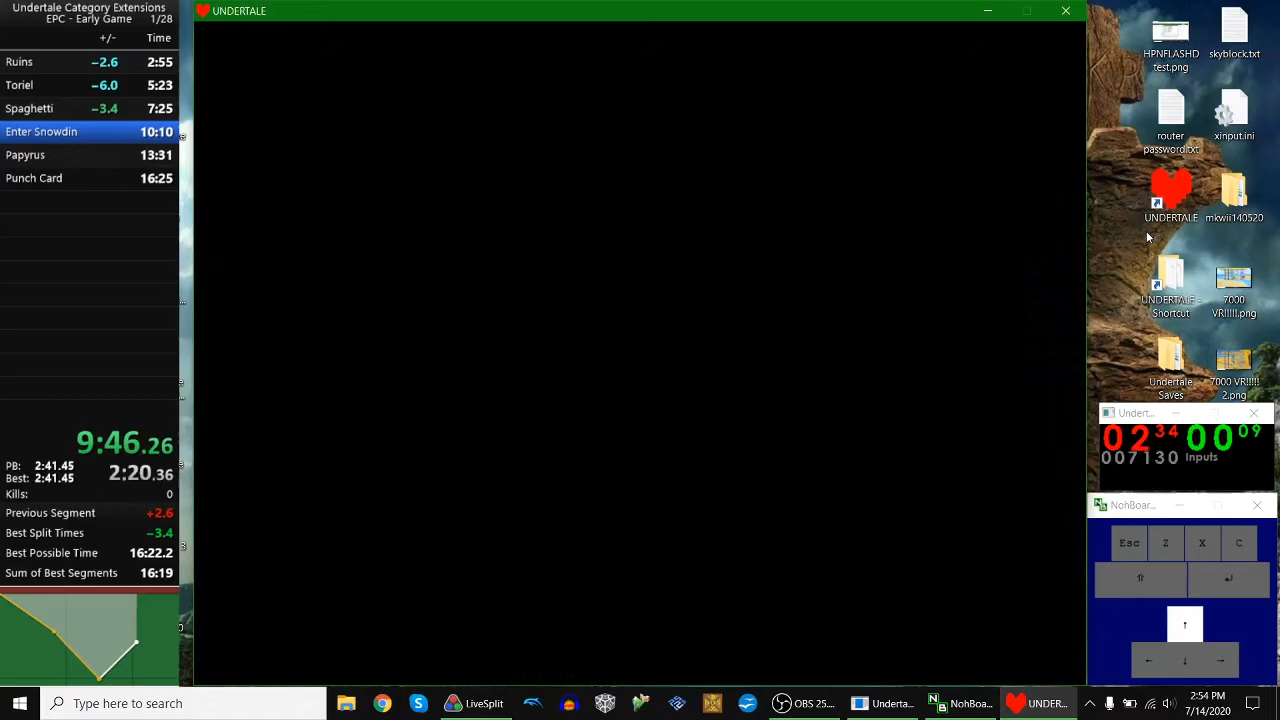 Undertale Category Extensions
EPC - Early Game 1/28
+/- Time
Ruins -2.6 2:55
Toriel -6.0 5:23
Spaghetti -3.4 7:25
Enter Snowdin 10:10
Papyrus 13:31
Punch Card 16:25
9:46.26
PB: 2:41.45
Best: 2:41.45
2:20.36
Kills: 0
Previous Segment +2.6
Best Split Times -3.4
Best Possible Time 16:22.2
Sum of Best Segments 16:19
UNDERTALE
HPNFLASHD
test.png
skyblock.txt
router
password.txt
xinput.ini
UNDERTALE
mkwii140520
UNDERTALE -
Shortcut
7000
VR!!!!!.png
Undertale
Saves
7000 VR!!!!!
2.png
Undert...
02 34 00 09
007130 Inputs
NohBoar...
Esc Z X C
⇧ ↵
↑
← ↓ →
Type here to search
LiveSplit
OBS 25....
Underta...
NohBoa...
UNDER...
2:54 PM
7/14/2020